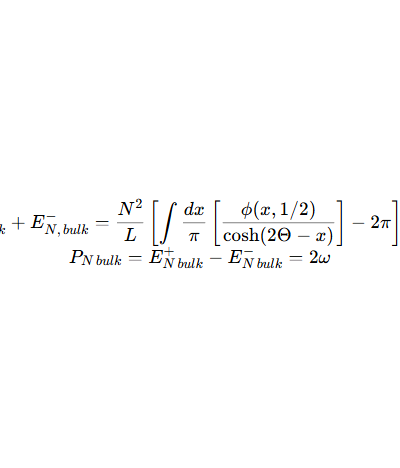 k + E^-_{N, bulk} = \frac{N^2}{L} \left[ \int \frac{dx}{\pi} \left[ \frac{\phi(x, 1/2)}{\cosh(2\Theta - x)} \right] - 2\pi \right]
P_{N bulk} = E^+_{N bulk} - E^-_{N bulk} = 2\omega